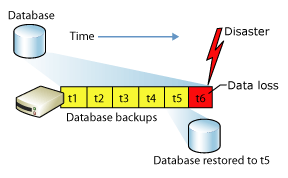 Database
Disaster
Time
Data loss
t1 t2 t3 t4 t5 t6
Database backups
Database restored to t5